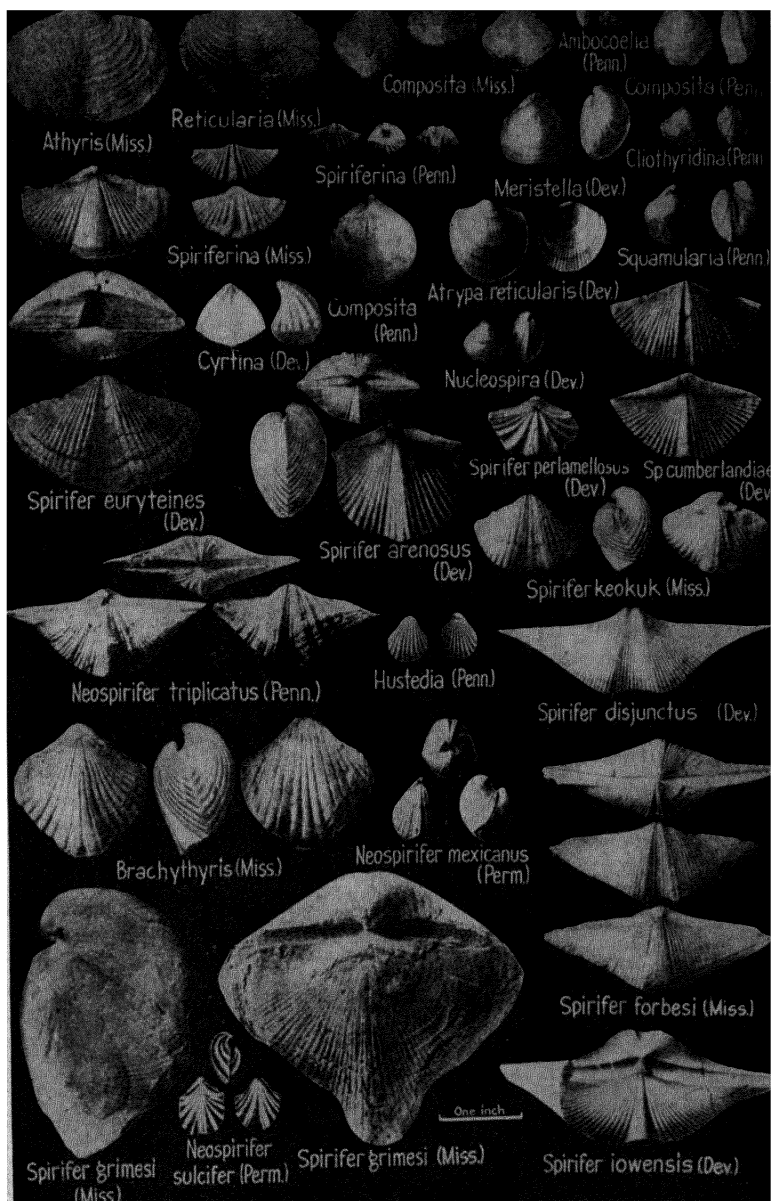 Athyris (Miss.)
Reticularia (Miss.)
Composita (Miss.)
Ambocoelia
(Penn.)
Composita (Penn.
Spiriferina (Penn.)
Meristella (Dev.)
Cliothyridina (Penn
Spiriferina (Miss.)
Composita
(Penn.)
Atrypa reticularis (Dev.)
Squamularia (Penn.)
Cyrtina (Dev.)
Nucleospira (Dev.)
Spirifer euryteines
(Dev.)
Spirifer arenosus
(Dev.)
Spirifer perlamellosus
(Dev.)
Sp. cumberlandiae
(Dev
Spirifer keokuk (Miss.)
Neospirifer triplicatus (Penn.)
Hustedia (Penn.)
Spirifer disjunctus (Dev.)
Brachythyris (Miss.)
Neospirifer mexicanus
(Perm.)
Spirifer forbesi (Miss.)
Spirifer grimesi
(Miss.)
Neospirifer
sulcifer (Perm.)
Spirifer grimesi (Miss.)
One inch
Spirifer iowensis (Dev.)